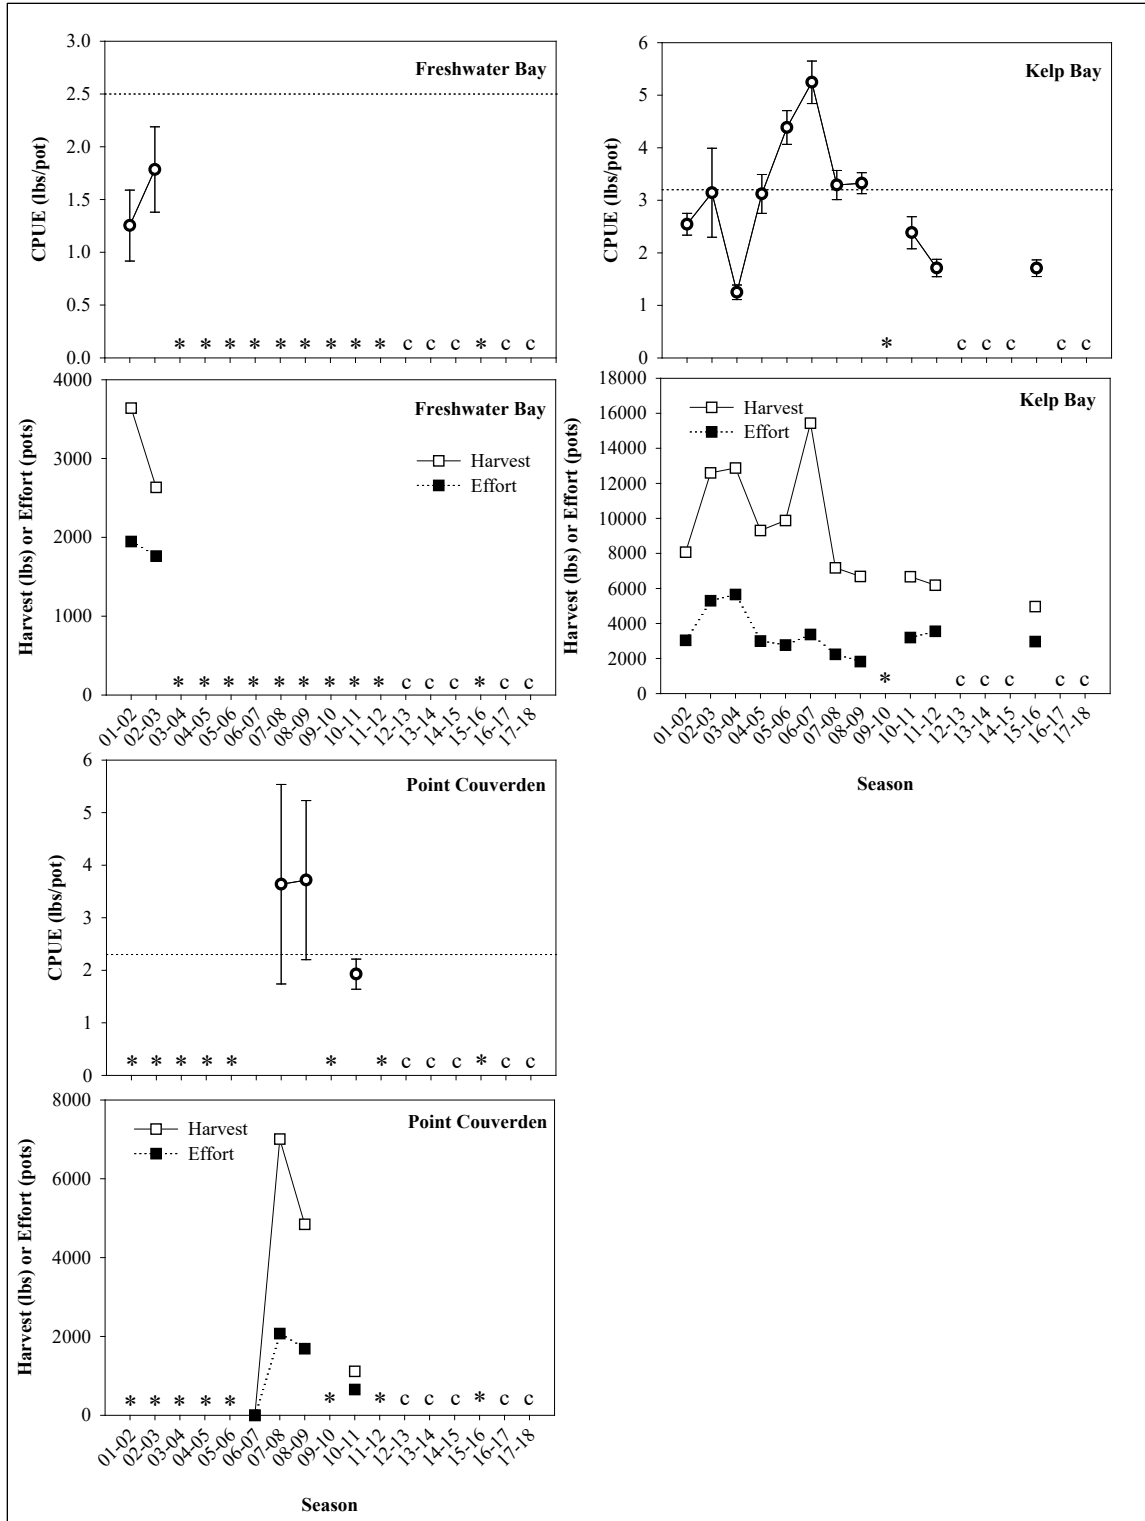 Freshwater Bay
CPUE (lbs/pot)
3.0
2.5
2.0
1.5
1.0
0.5
0.0
* * * * * * * * * c c c * c c
Kelp Bay
CPUE (lbs/pot)
6
5
4
3
2
1
0
* c c c c c
Freshwater Bay
Harvest (lbs) or Effort (pots)
4000
3000
2000
1000
0
Harvest
Effort
* * * * * * * * * c c c * c c
01-02 02-03 03-04 04-05 05-06 06-07 07-08 08-09 09-10 10-11 11-12 12-13 13-14 14-15 15-16 16-17 17-18
Kelp Bay
Harvest (lbs) or Effort (pots)
18000
16000
14000
12000
10000
8000
6000
4000
2000
0
Harvest
Effort
* c c c c c
01-02 02-03 03-04 04-05 05-06 06-07 07-08 08-09 09-10 10-11 11-12 12-13 13-14 14-15 15-16 16-17 17-18
Season
Point Couverden
CPUE (lbs/pot)
6
5
4
3
2
1
0
* * * * * * * c c c * c c
Point Couverden
Harvest (lbs) or Effort (pots)
8000
6000
4000
2000
0
Harvest
Effort
* * * * * * * c c c * c c
01-02 02-03 03-04 04-05 05-06 06-07 07-08 08-09 09-10 10-11 11-12 12-13 13-14 14-15 15-16 16-17 17-18
Season